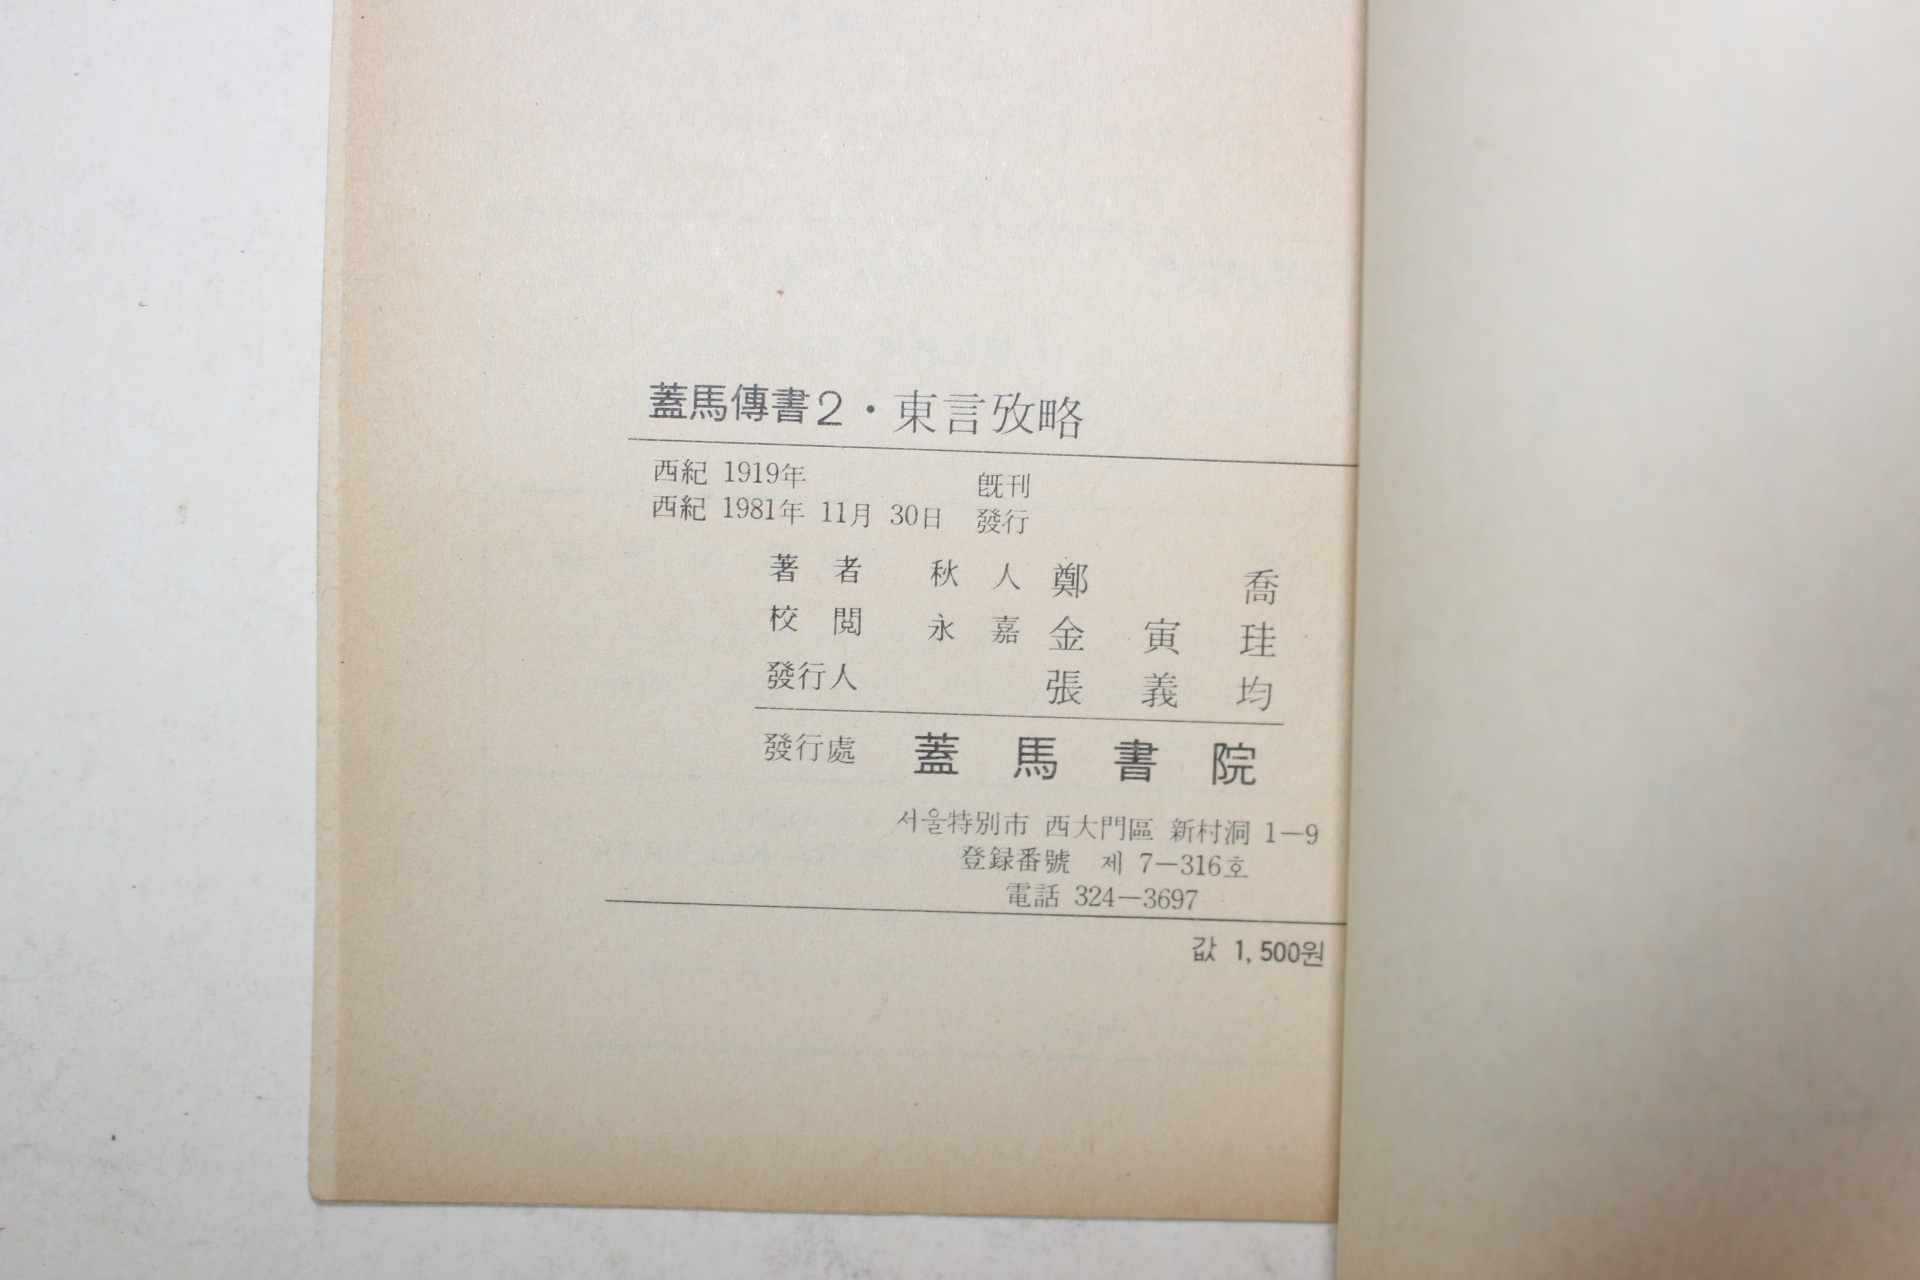 蓋馬傳書2·東言攷略
西紀 1919年 旣刊
西紀 1981年 11月 30日 發行
著者 秋人 鄭喬
校閱 永嘉 金寅珪
發行人 張義均
發行處 蓋馬書院
서울特別市 西大門區 新村洞 1—9
登録番號 제 7—316호
電話 324—3697
값 1,500원